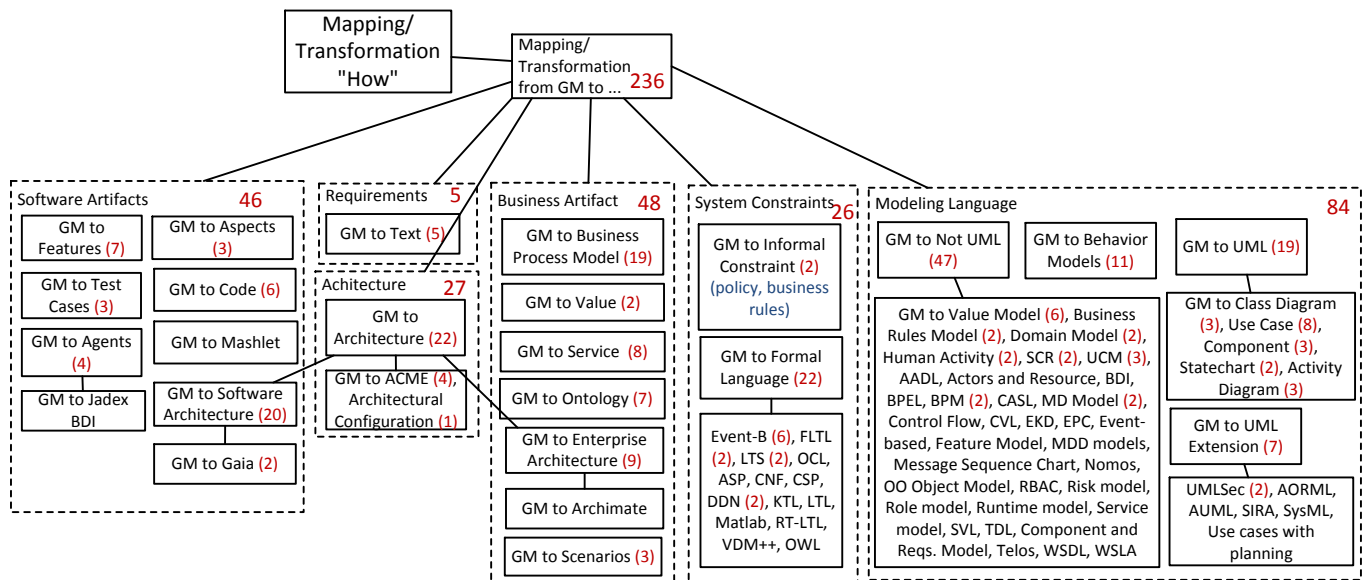 Mapping/
Transformation
"How"
Mapping/
Transformation
from GM to ... 236
Software Artifacts 46
GM to
Features (7)
GM to Aspects
(3)
GM to Test
Cases (3)
GM to Code (6)
GM to Agents
(4)
GM to Mashlet
GM to Jadex
BDI
GM to Software
Architecture (20)
GM to Gaia (2)
Requirements 5
GM to Text (5)
Achitecture 27
GM to
Architecture (22)
GM to ACME (4),
Architectural
Configuration (1)
Business Artifact 48
GM to Business
Process Model (19)
GM to Value (2)
GM to Service (8)
GM to Ontology (7)
GM to Enterprise
Architecture (9)
GM to Archimate
GM to Scenarios (3)
System Constraints 26
GM to Informal
Constraint (2)
(policy, business
rules)
GM to Formal
Language (22)
Event-B (6), FLTL
(2), LTS (2), OCL,
ASP, CNF, CSP,
DDN (2), KTL, LTL,
Matlab, RT-LTL,
VDM++, OWL
Modeling Language 84
GM to Not UML
(47)
GM to Behavior
Models (11)
GM to UML (19)
GM to Value Model (6), Business
Rules Model (2), Domain Model (2),
Human Activity (2), SCR (2), UCM (3),
AADL, Actors and Resource, BDI,
BPEL, BPM (2), CASL, MD Model (2),
Control Flow, CVL, EKD, EPC, Event-
based, Feature Model, MDD models,
Message Sequence Chart, Nomos,
OO Object Model, RBAC, Risk model,
Role model, Runtime model, Service
model, SVL, TDL, Component and
Reqs. Model, Telos, WSDL, WSLA
GM to Class Diagram
(3), Use Case (8),
Component (3),
Statechart (2), Activity
Diagram (3)
GM to UML
Extension (7)
UMLSec (2), AORML,
AUML, SIRA, SysML,
Use cases with
planning